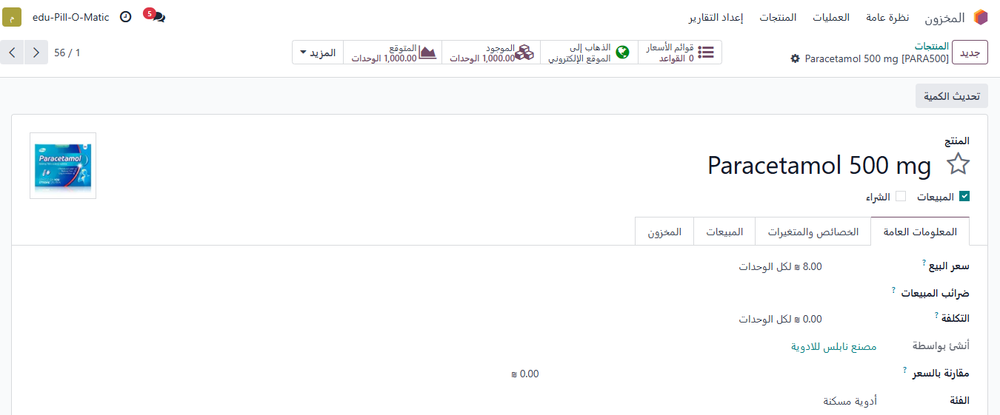 المخزون نظرة عامة العمليات المنتجات إعداد التقارير 5 edu-Pill-O-Matic م
جديد
المنتجات
Paracetamol 500 mg [PARA500]
قوائم الأسعار
0 القواعد
الذهاب إلى
الموقع الإلكتروني
الموجود
1,000.00 الوحدات
المتوقع
1,000.00 الوحدات
المزيد
56 / 1
تحديث الكمية
المنتج
Paracetamol 500 mg
Paracetamol
المبيعات الشراء
المعلومات العامة الخصائص والمتغيرات المبيعات المخزون
سعر البيع ? 8.00 ₪ لكل الوحدات
ضرائب المبيعات ?
التكلفة ? 0.00 ₪ لكل الوحدات
أنشئ بواسطة مصنع نابلس للادوية
مقارنة بالسعر ? 0.00 ₪
الفئة أدوية مسكنة